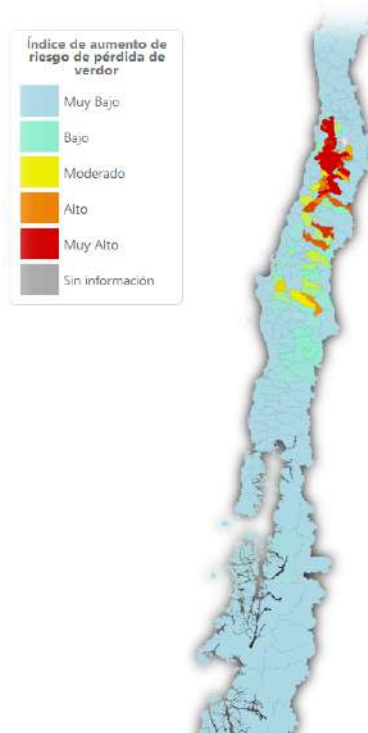 Índice de aumento de
riesgo de pérdida de
verdor
Muy Bajo
Bajo
Moderado
Alto
Muy Alto
Sin información